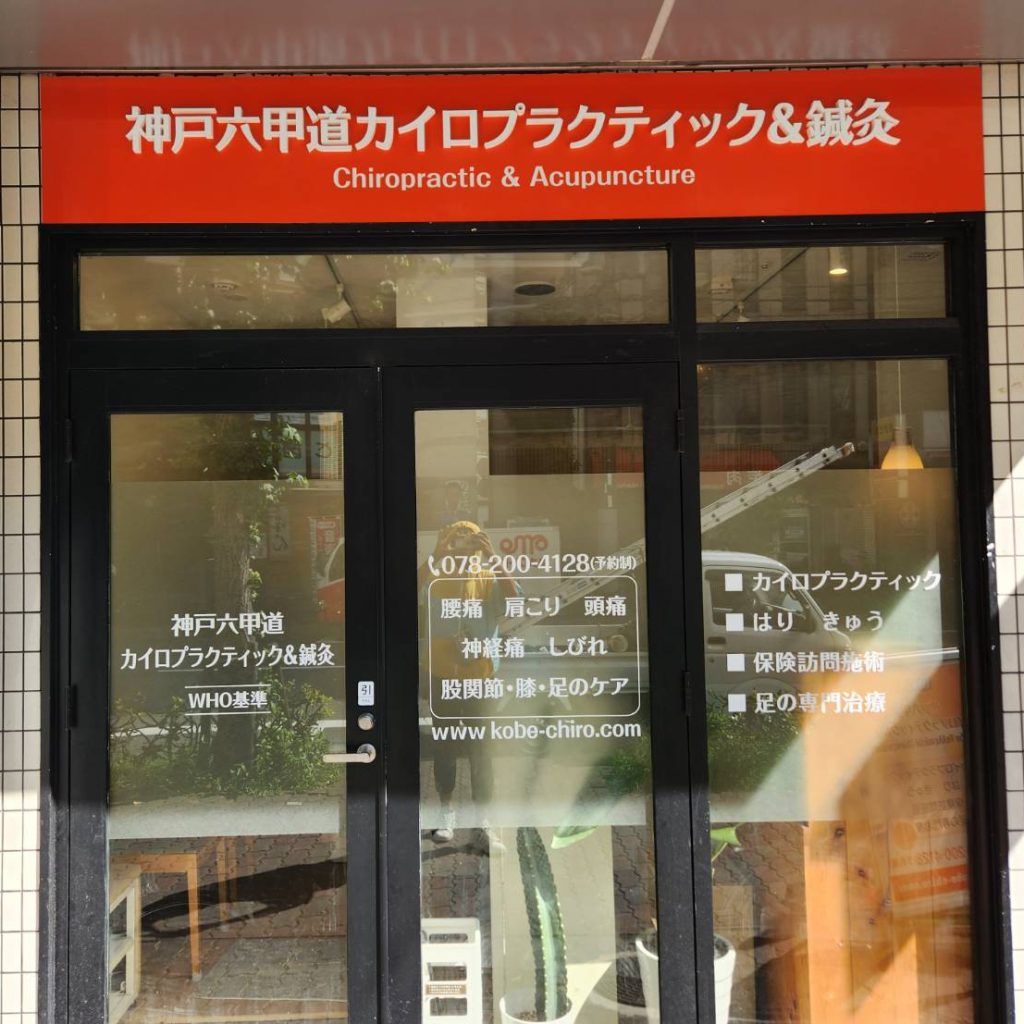 神戸六甲道カイロプラクティック&鍼灸
Chiropractic & Acupuncture
神戸六甲道
カイロプラクティック&鍼灸
WHO基準
引
078-200-4128(予約制)
腰痛 肩こり 頭痛
神経痛 しびれ
股関節・膝・足のケア
www.kobe-chiro.com
■ カイロプラクティック
■ はり きゅう
■ 保険訪問施術
■ 足の専門治療